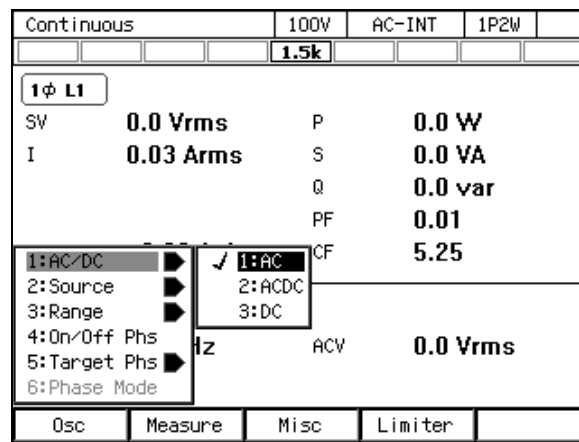 Continuous 100V AC-INT 1P2W
1.5k
1ϕ L1
SV 0.0 Vrms P 0.0 W
I 0.03 Arms S 0.0 VA
Q 0.0 var
PF 0.01
CF 5.25
1:AC/DC
2:Source
3:Range
4:On/Off Phs
5:Target Phs
6:Phase Mode
✓ 1:AC
2:ACDC
3:DC
Hz ACV 0.0 Vrms
Osc Measure Misc Limiter